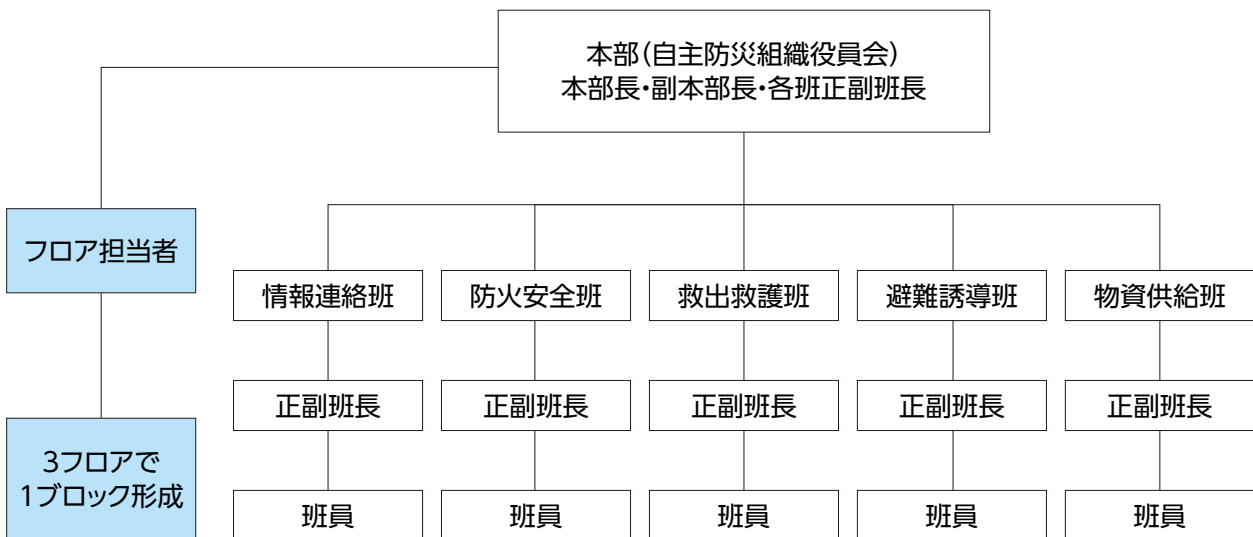 本部(自主防災組織役員会)
本部長・副本部長・各班正副班長
フロア担当者
3フロアで
1ブロック形成
情報連絡班
防火安全班
救出救護班
避難誘導班
物資供給班
正副班長
正副班長
正副班長
正副班長
正副班長
班員
班員
班員
班員
班員